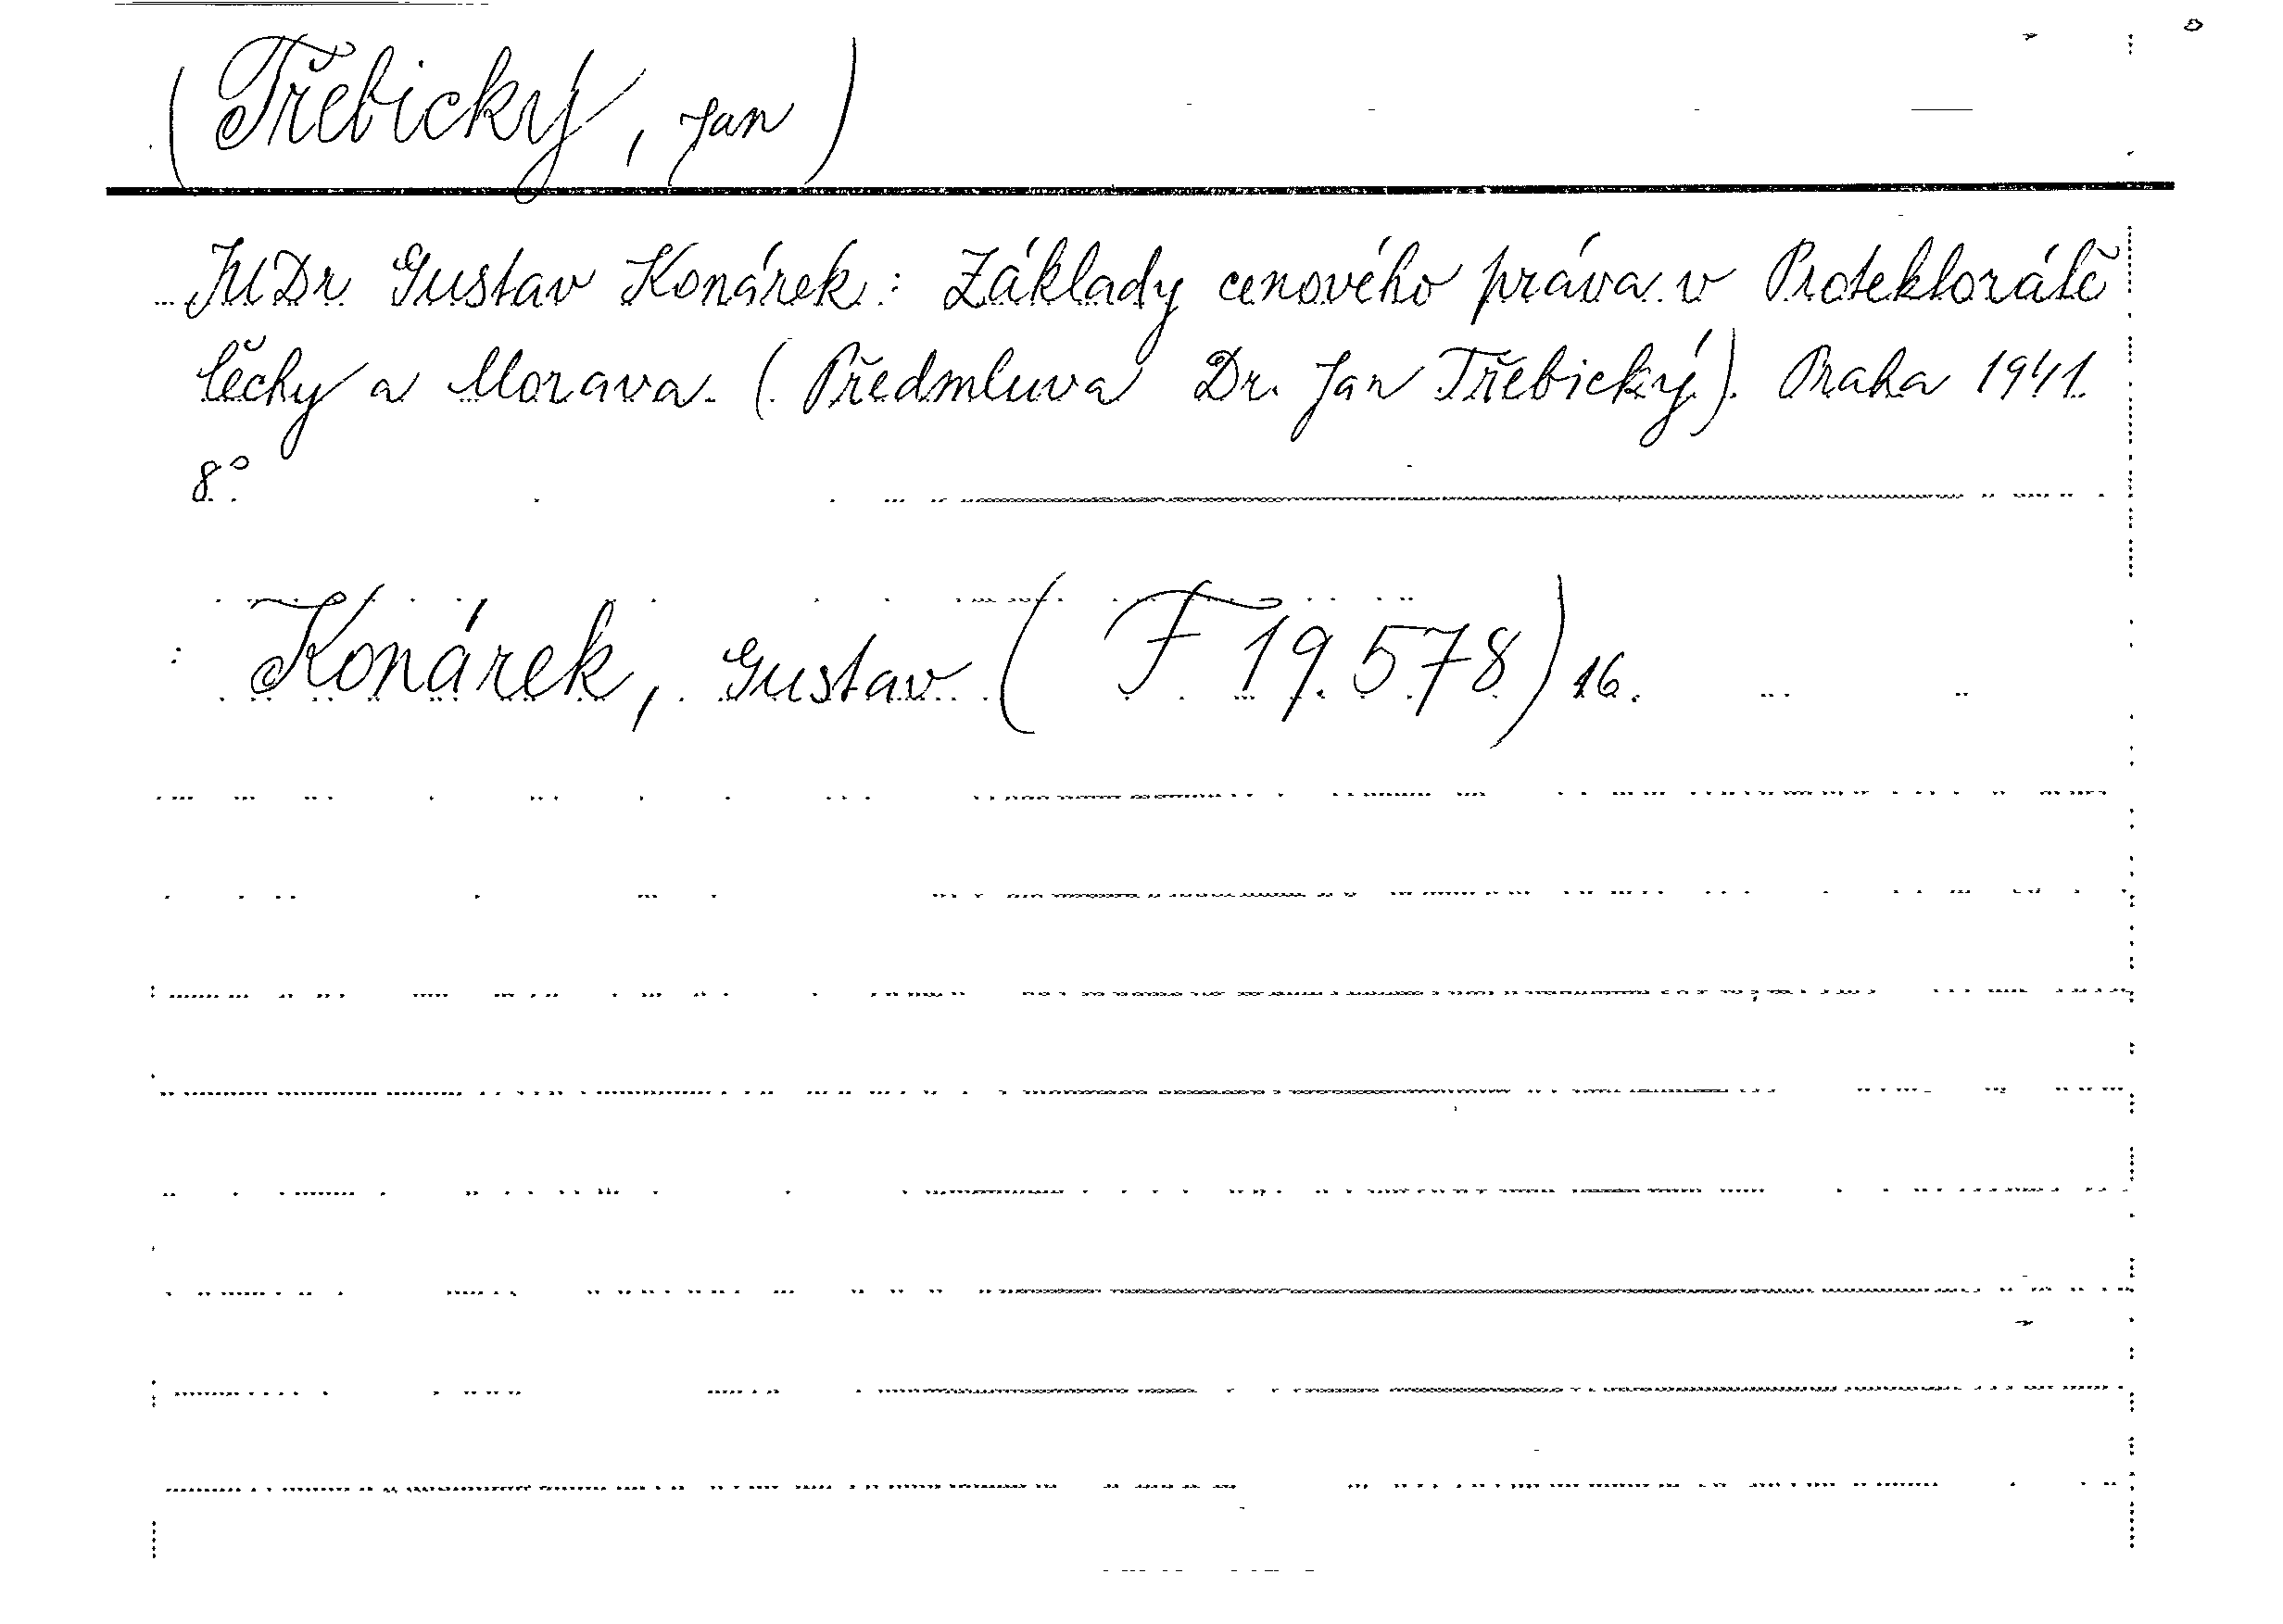 (Třebický, Jan)
JUDr. Gustav Konárek: Základy cenového práva v Protektorátě
Čechy a Morava. (Předmluva Dr. Jan Třebický). Praha 1941.
8°.
Konárek, Gustav (F 19.578) 16.